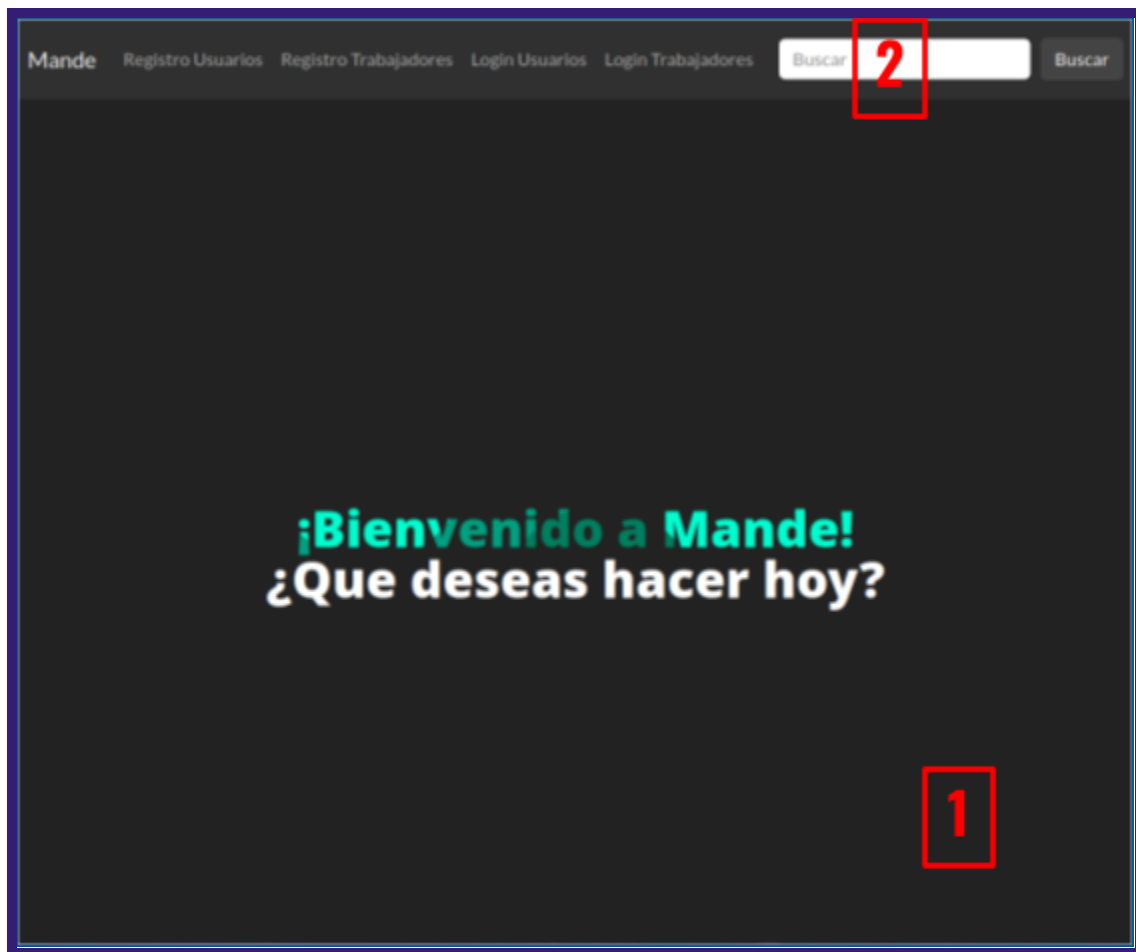 Mande Registro Usuarios Registro Trabajadores Login Usuarios Login Trabajadores Buscar 2 Buscar
¡Bienvenido a Mande!
¿Que deseas hacer hoy?
1